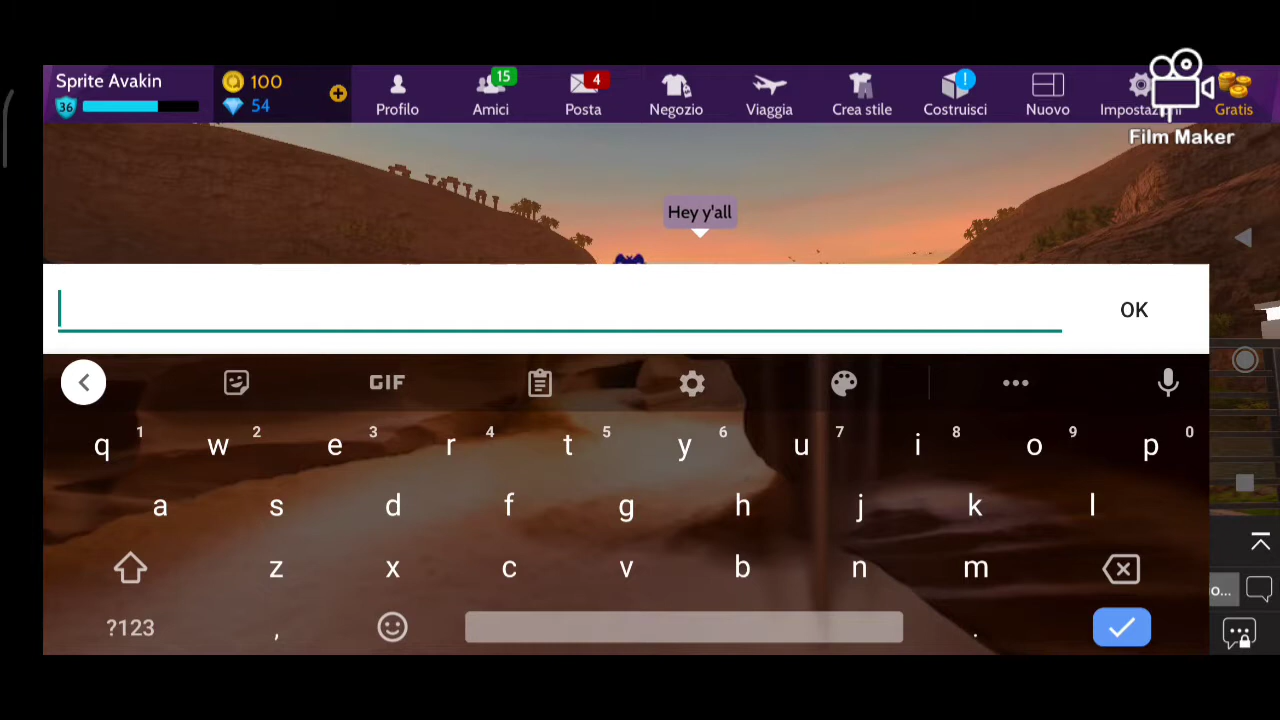 Sprite Avakin
36
100
54
Profilo
15
Amici
4
Posta
Negozio
Viaggia
Crea stile
!
Costruisci
Nuovo
Gratis
Film Maker
Hey y'all
OK
GIF
q 1 w 2 e 3 r 4 t 5 y 6 u 7 i 8 o 9 p 0
a s d f g h j k l
z x c v b n m
?123 , .
o...